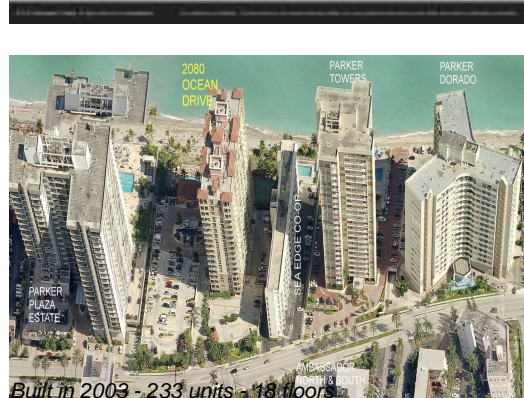 2080
OCEAN
DRIVE
PARKER
TOWERS
PARKER
DORADO
SEA EDGE CO-OP
PARKER
PLAZA
ESTATE
AMBASSADOR
NORTH & SOUTH
Built in 2003 - 233 units - 18 floors